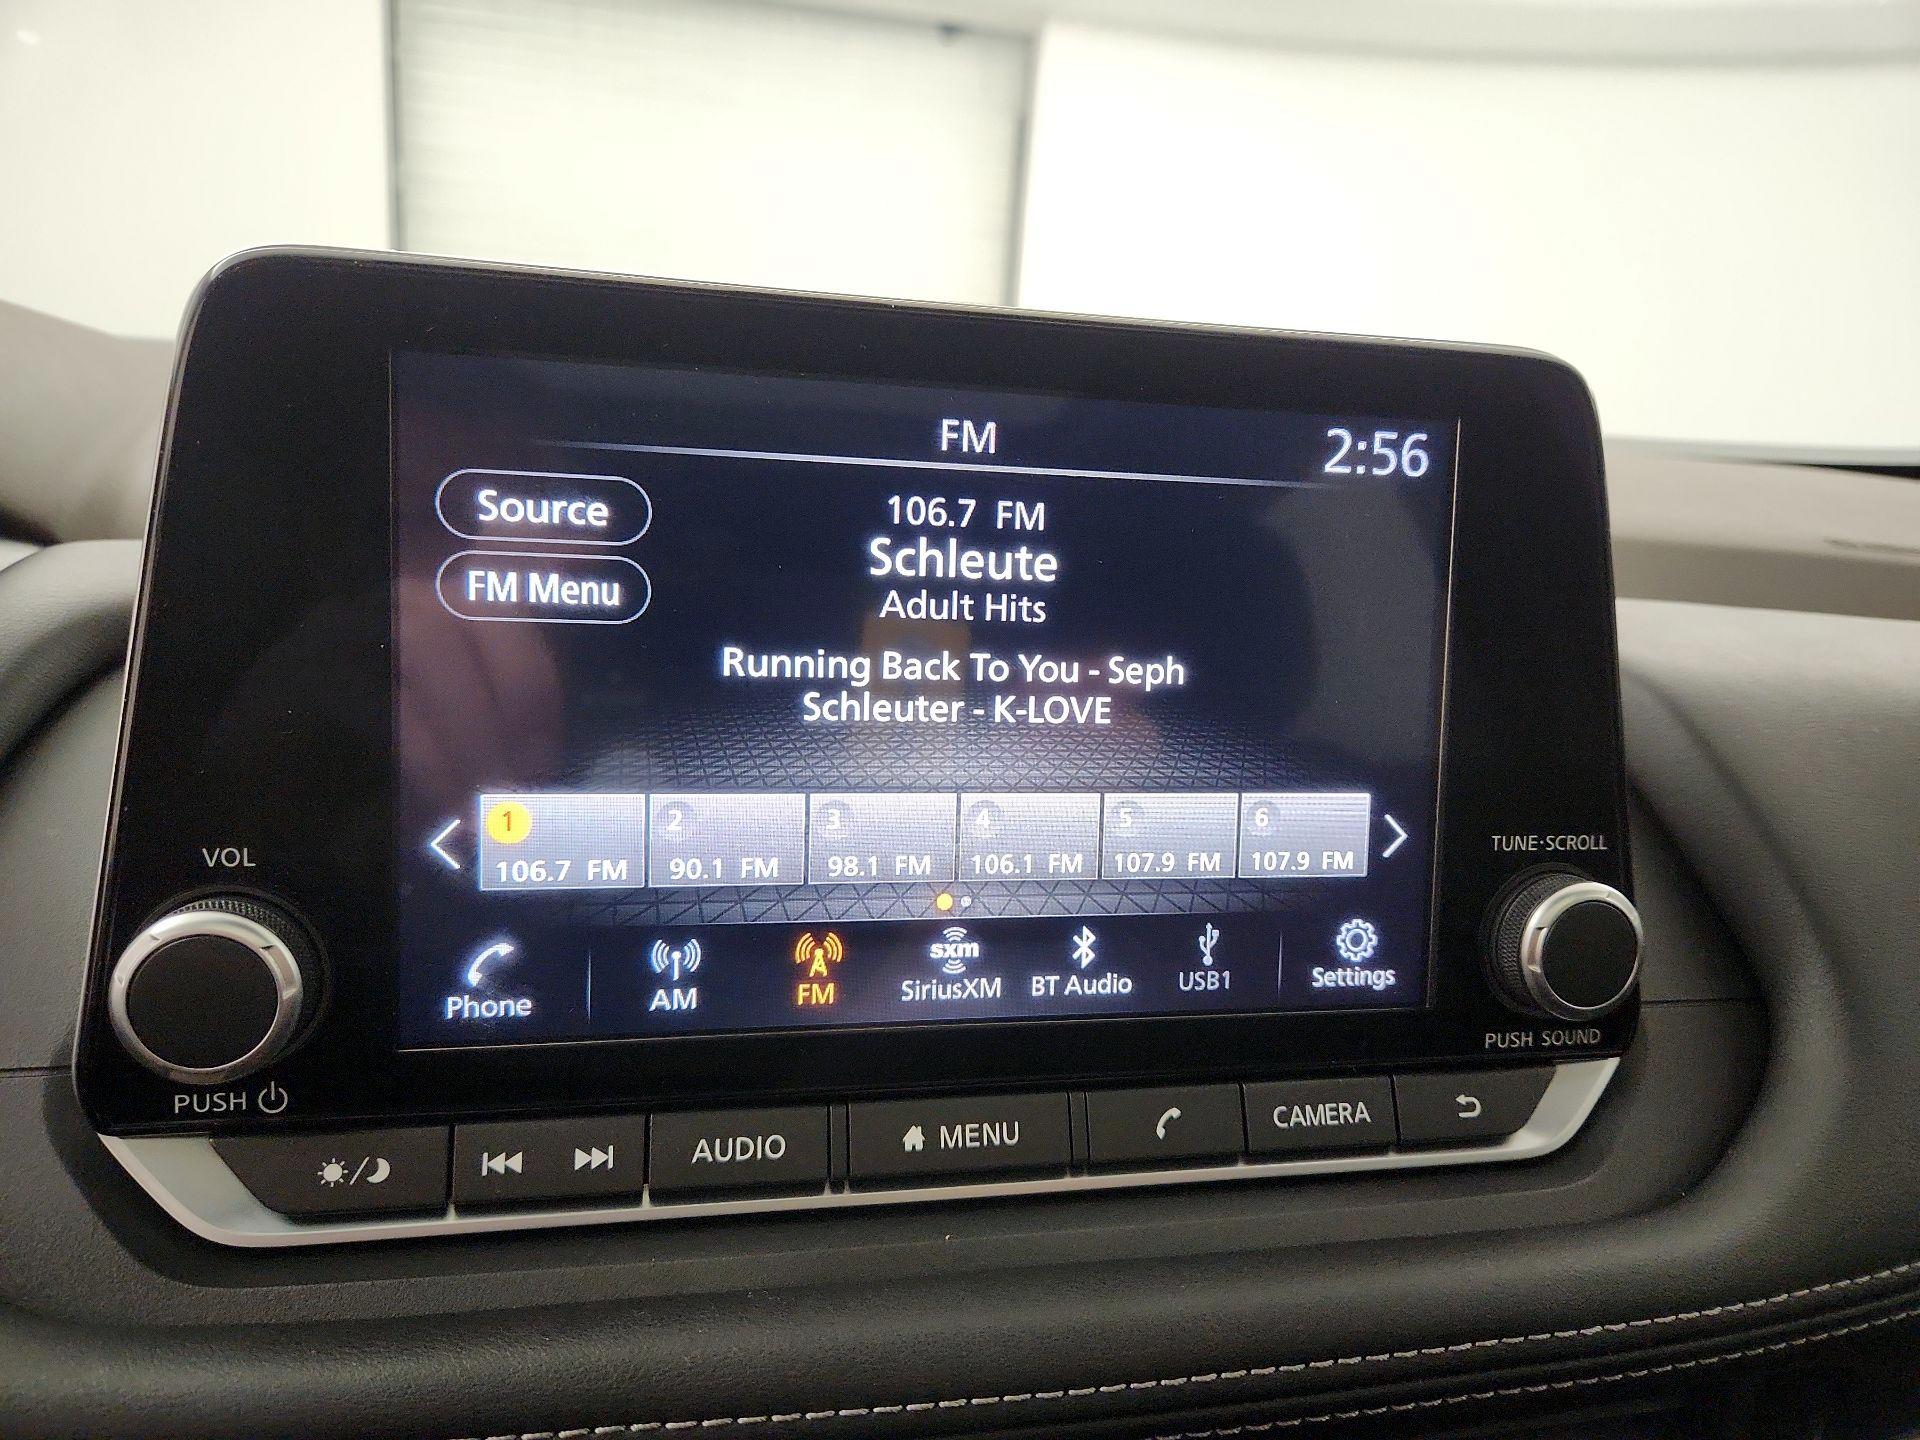 FM
2:56
Source
106.7 FM
Schleute
FM Menu
Adult Hits
Running Back To You - Seph
Schleuter - K-LOVE
1 2 3 4 5 6
106.7 FM 90.1 FM 98.1 FM 106.1 FM 107.9 FM 107.9 FM
VOL
TUNE·SCROLL
sxm
Phone AM FM SiriusXM BT Audio USB1 Settings
PUSH
PUSH SOUND
AUDIO MENU CAMERA